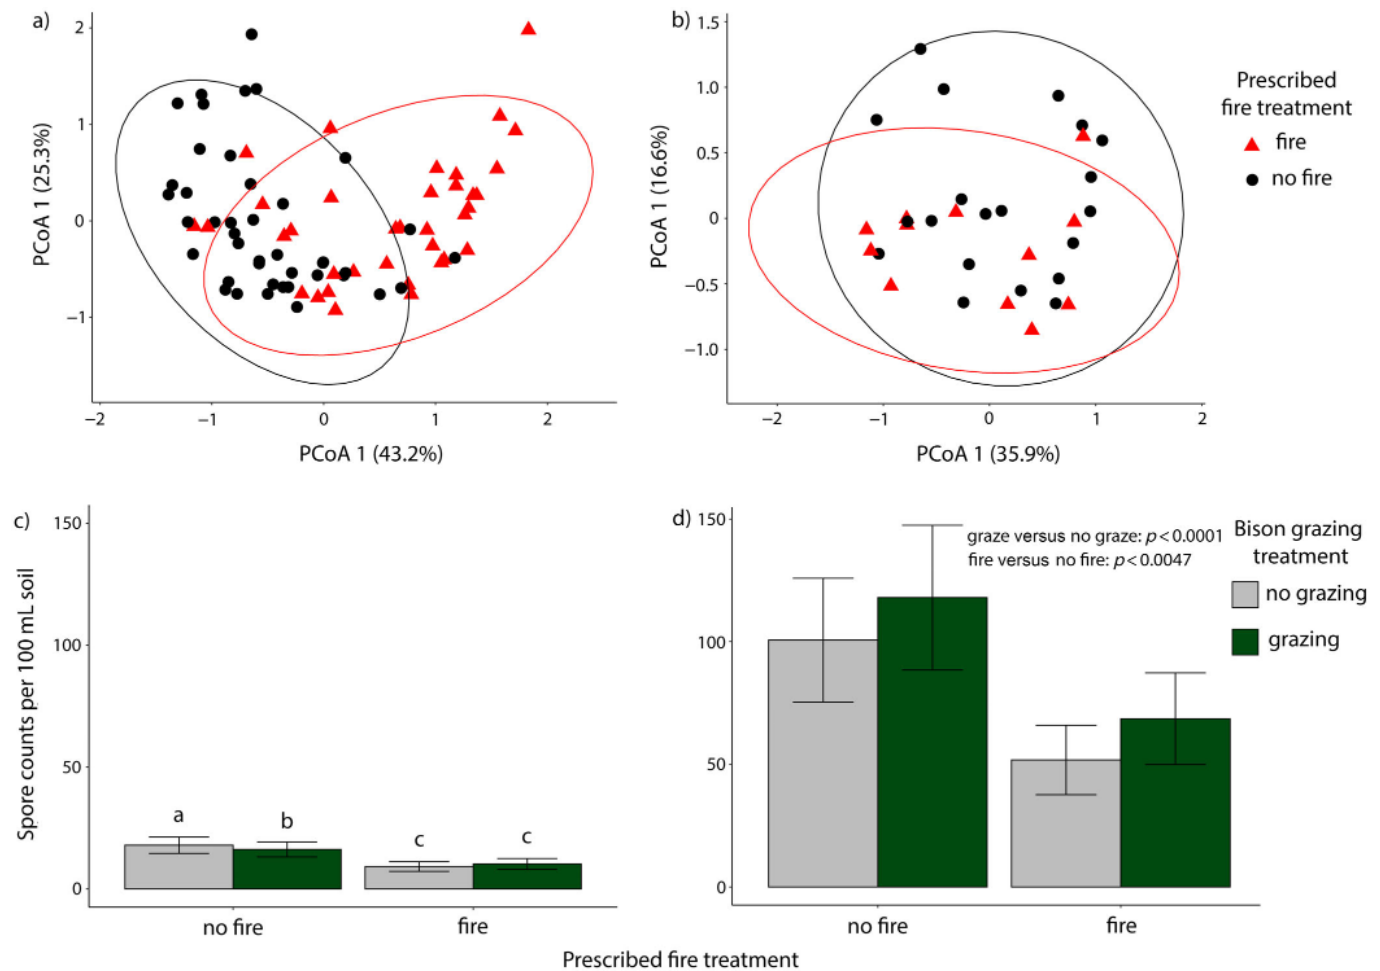 a)
2
1
0
−1
PCoA 1 (25.3%)
−2
−1
0
1
2
PCoA 1 (43.2%)
b)
1.5
1.0
0.5
0
−0.5
−1.0
PCoA 1 (16.6%)
−2
−1
0
1
2
PCoA 1 (35.9%)
Prescribed
fire treatment
fire
no fire
c)
150
100
50
0
Spore counts per 100 mL soil
a
b
c
c
no fire
fire
d)
150
100
50
0
graze versus no graze: p < 0.0001
fire versus no fire: p < 0.0047
no fire
fire
Bison grazing
treatment
no grazing
grazing
Prescribed fire treatment